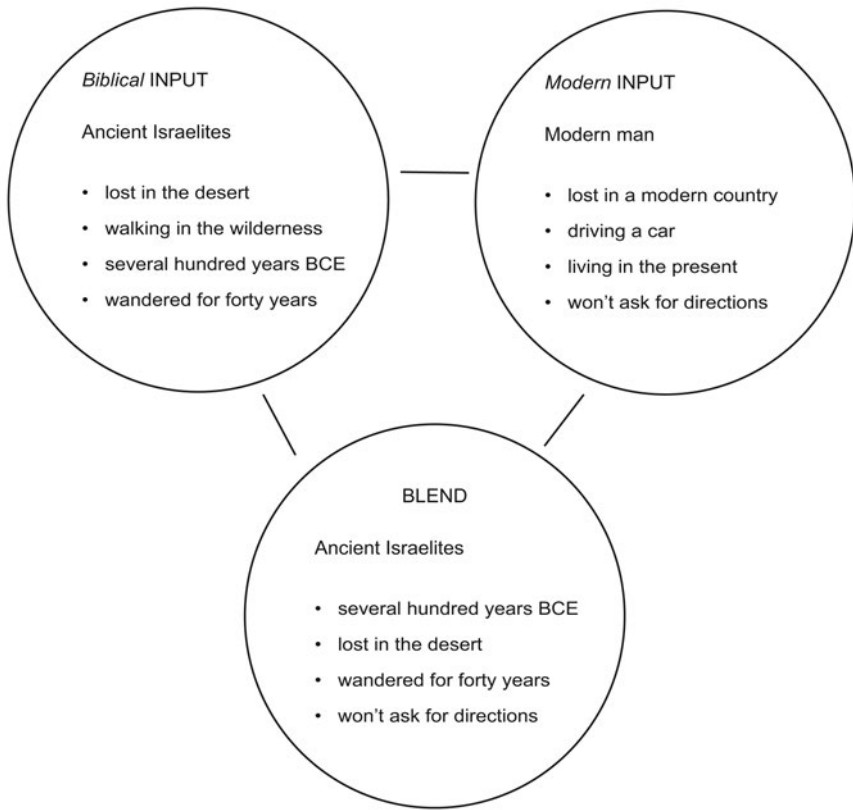 Biblical INPUT
Ancient Israelites
• lost in the desert
• walking in the wilderness
• several hundred years BCE
• wandered for forty years
Modern INPUT
Modern man
• lost in a modern country
• driving a car
• living in the present
• won’t ask for directions
BLEND
Ancient Israelites
• several hundred years BCE
• lost in the desert
• wandered for forty years
• won’t ask for directions